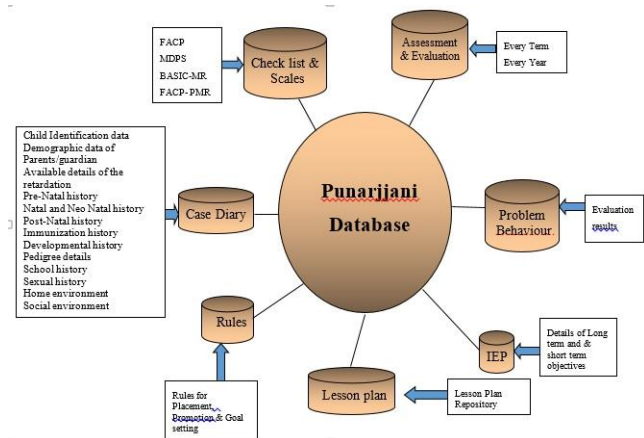 FACP
MDPS
BASIC-MR
FACP- PMR
Check list &
Scales
Assessment
& Evaluation
Every Term
Every Year
Child Identification data
Demographic data of
Parents/guardian
Available details of the
retardation
Pre-Natal history
Natal and Neo Natal history
Post-Natal history
Immunization history
Developmental history
Pedigree details
School history
Sexual history
Home environment
Social environment
Case Diary
Punarjjani
Database
Problem
Behaviour.
Evaluation
results
Rules
Rules for
Placement,
Promotion & Goal
setting
Lesson plan
Lesson Plan
Repository
IEP
Details of Long
term and &
short term
objectives